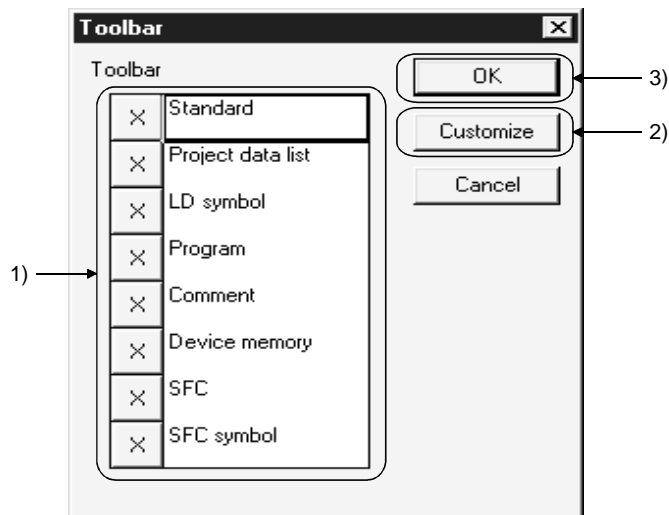 Toolbar
Toolbar
Standard
Project data list
LD symbol
Program
Comment
Device memory
SFC
SFC symbol
OK
Customize
Cancel
1)
3)
2)